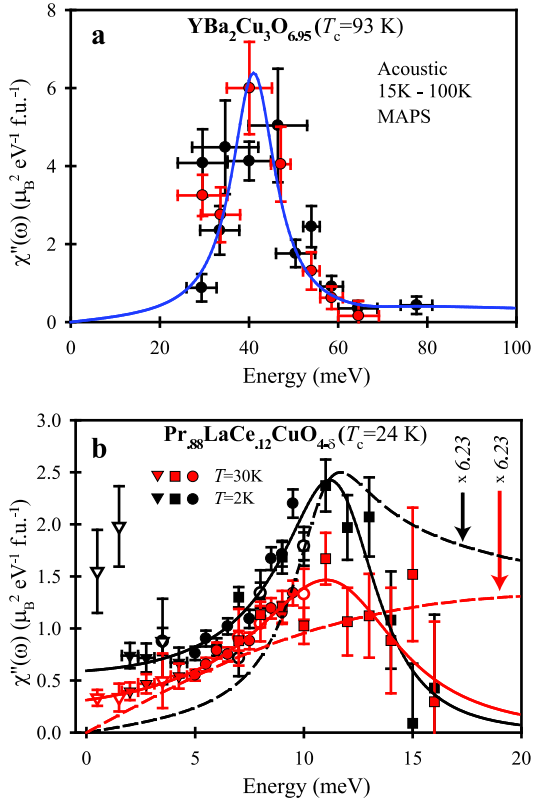 a
YBa2Cu3O6.95 (Tc=93 K)
Acoustic
15K - 100K
MAPS
χ''(ω) (μB² eV⁻¹ f.u.⁻¹)
8
6
4
2
0
0 20 40 60 80 100
Energy (meV)
b
Pr.88LaCe.12CuO4-δ (Tc=24 K)
T=30K
T=2K
x 6.23
x 6.23
χ''(ω) (μB² eV⁻¹ f.u.⁻¹)
3.0
2.5
2.0
1.5
1.0
0.5
0.0
0 5 10 15 20
Energy (meV)